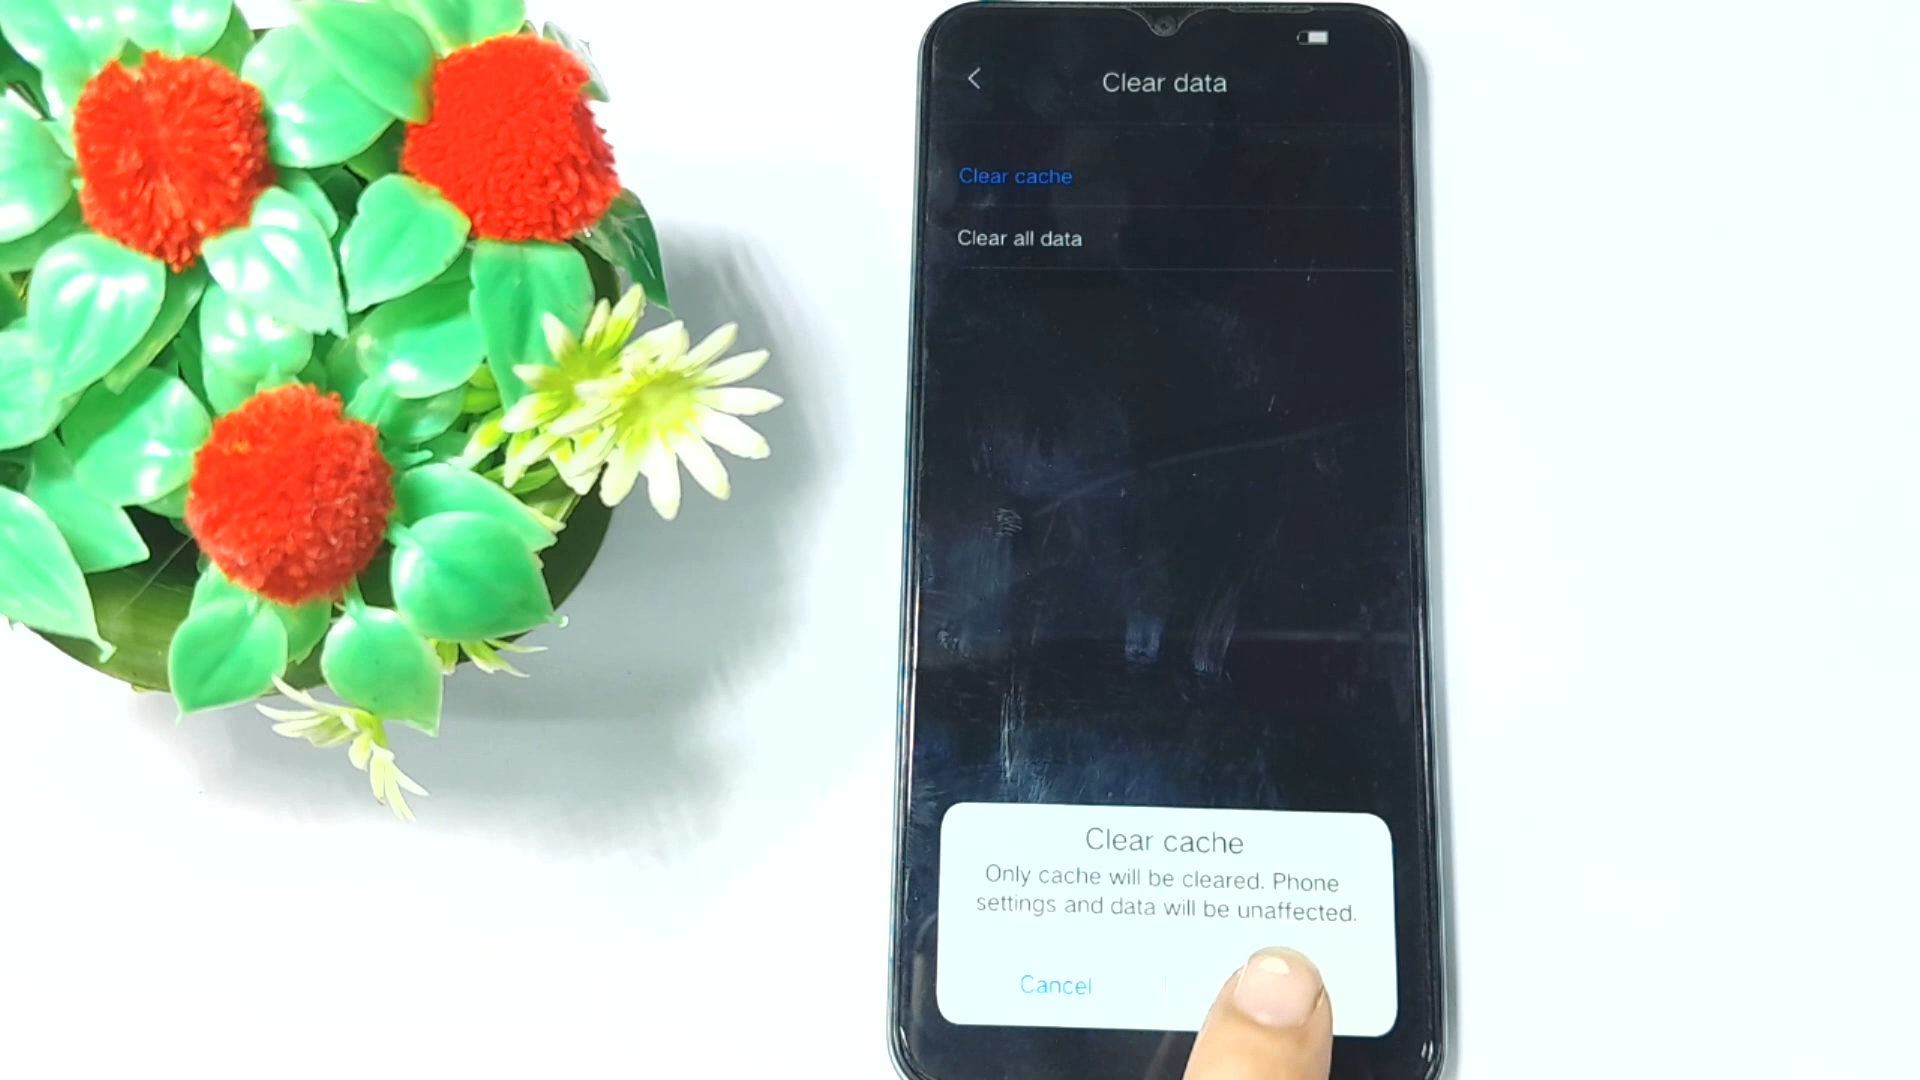 Clear data
Clear cache
Clear all data
Clear cache
Only cache will be cleared. Phone
settings and data will be unaffected.
Cancel